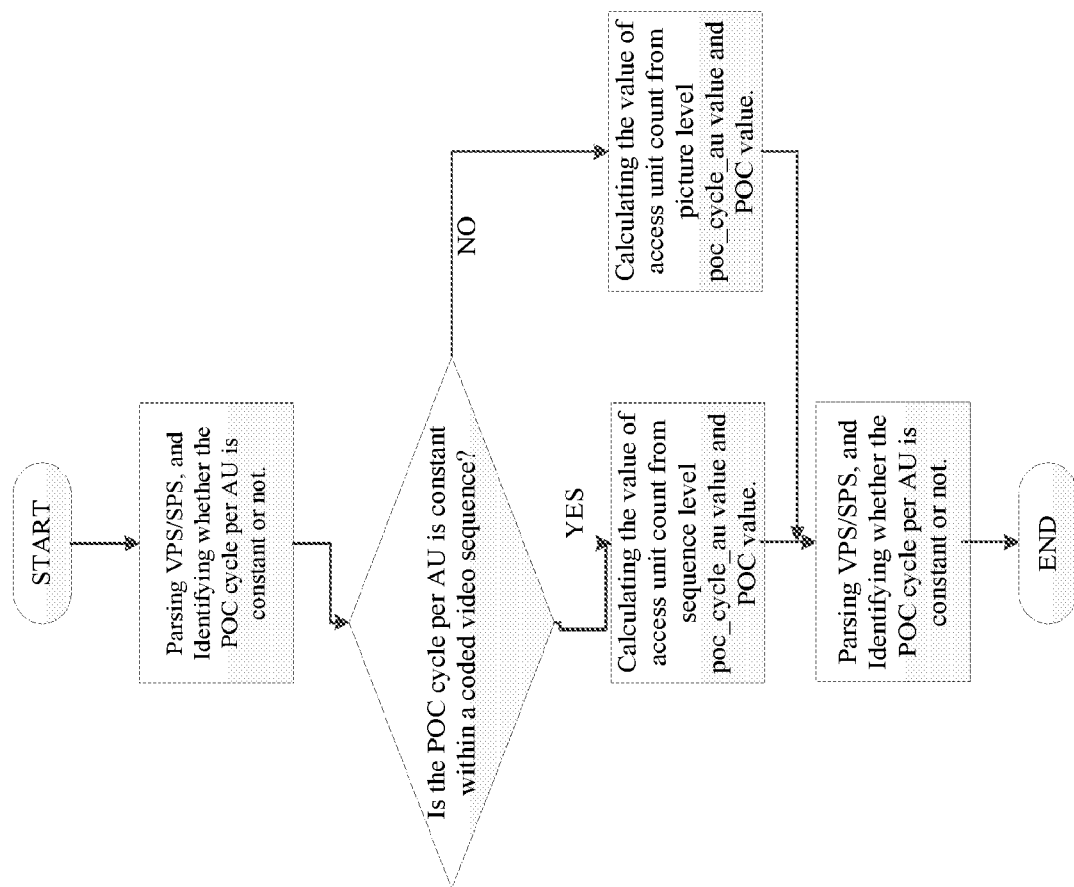 START
Parsing VPS/SPS, and
Identifying whether the
POC cycle per AU is
constant or not.
Is the POC cycle per AU is constant
within a coded video sequence?
YES
NO
Calculating the value of
access unit count from
sequence level
poc_cycle_au value and
POC value.
Calculating the value of
access unit count from
picture level
poc_cycle_au value and
POC value.
Parsing VPS/SPS, and
Identifying whether the
POC cycle per AU is
constant or not.
END